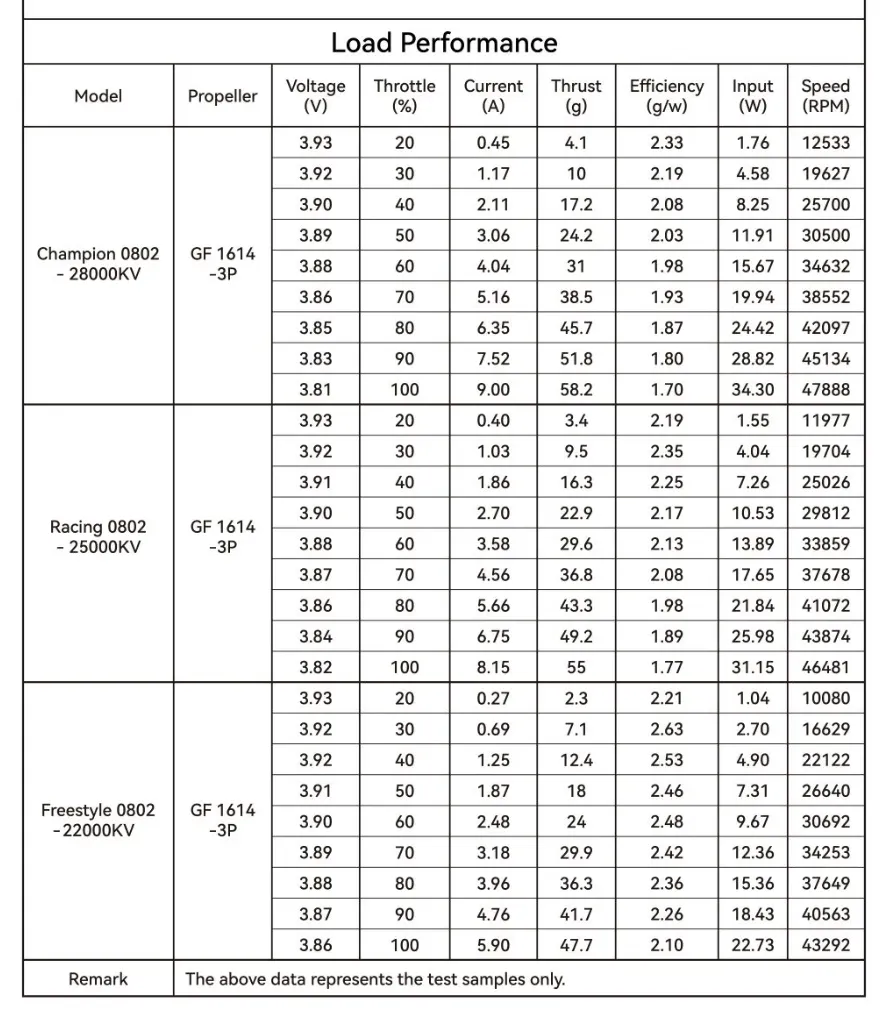 Load Performance
Model Propeller Voltage (V) Throttle (%) Current (A) Thrust (g) Efficiency (g/w) Input (W) Speed (RPM)
Champion 0802 - 28000KV GF 1614 -3P
3.93 20 0.45 4.1 2.33 1.76 12533
3.92 30 1.17 10 2.19 4.58 19627
3.90 40 2.11 17.2 2.08 8.25 25700
3.89 50 3.06 24.2 2.03 11.91 30500
3.88 60 4.04 31 1.98 15.67 34632
3.86 70 5.16 38.5 1.93 19.94 38552
3.85 80 6.35 45.7 1.87 24.42 42097
3.83 90 7.52 51.8 1.80 28.82 45134
3.81 100 9.00 58.2 1.70 34.30 47888
Racing 0802 - 25000KV GF 1614 -3P
3.93 20 0.40 3.4 2.19 1.55 11977
3.92 30 1.03 9.5 2.35 4.04 19704
3.91 40 1.86 16.3 2.25 7.26 25026
3.90 50 2.70 22.9 2.17 10.53 29812
3.88 60 3.58 29.6 2.13 13.89 33859
3.87 70 4.56 36.8 2.08 17.65 37678
3.86 80 5.66 43.3 1.98 21.84 41072
3.84 90 6.75 49.2 1.89 25.98 43874
3.82 100 8.15 55 1.77 31.15 46481
Freestyle 0802 -22000KV GF 1614 -3P
3.93 20 0.27 2.3 2.21 1.04 10080
3.92 30 0.69 7.1 2.63 2.70 16629
3.92 40 1.25 12.4 2.53 4.90 22122
3.91 50 1.87 18 2.46 7.31 26640
3.90 60 2.48 24 2.48 9.67 30692
3.89 70 3.18 29.9 2.42 12.36 34253
3.88 80 3.96 36.3 2.36 15.36 37649
3.87 90 4.76 41.7 2.26 18.43 40563
3.86 100 5.90 47.7 2.10 22.73 43292
Remark The above data represents the test samples only.